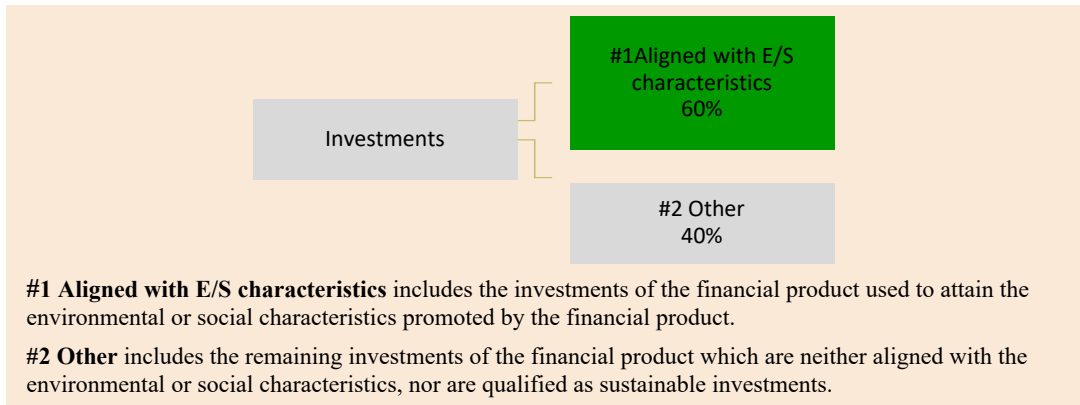 #1Aligned with E/S
characteristics
60%
Investments
#2 Other
40%
#1 Aligned with E/S characteristics includes the investments of the financial product used to attain the
environmental or social characteristics promoted by the financial product.
#2 Other includes the remaining investments of the financial product which are neither aligned with the
environmental or social characteristics, nor are qualified as sustainable investments.